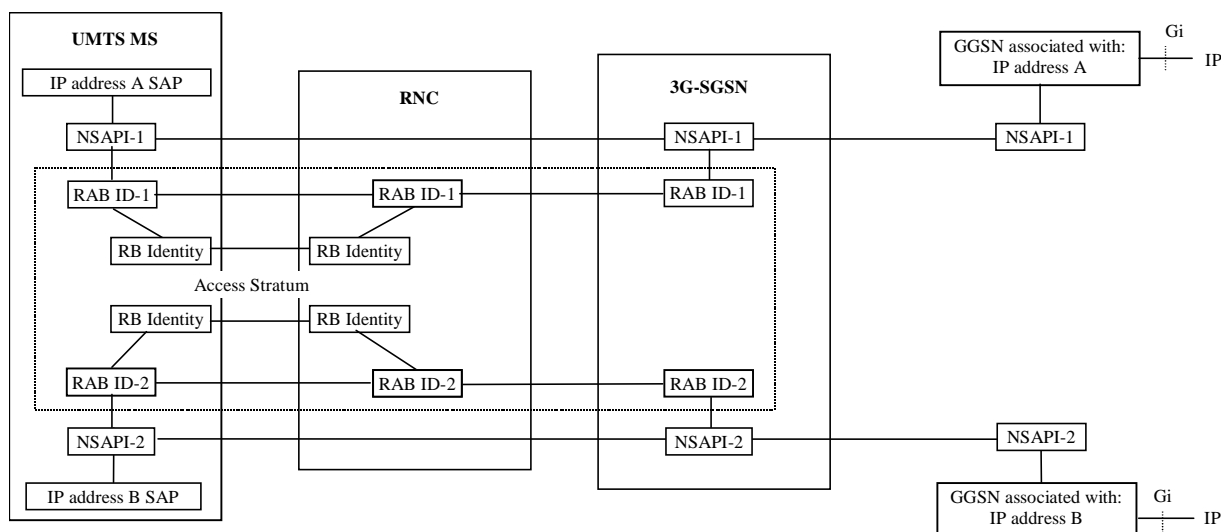 UMTS MS
GGSN associated with:
IP address A
Gi
IP
IP address A SAP
RNC
3G-SGSN
NSAPI-1
NSAPI-1
NSAPI-1
RAB ID-1
RAB ID-1
RAB ID-1
RB Identity
RB Identity
Access Stratum
RB Identity
RB Identity
RAB ID-2
RAB ID-2
RAB ID-2
NSAPI-2
NSAPI-2
NSAPI-2
IP address B SAP
GGSN associated with:
IP address B
Gi
IP